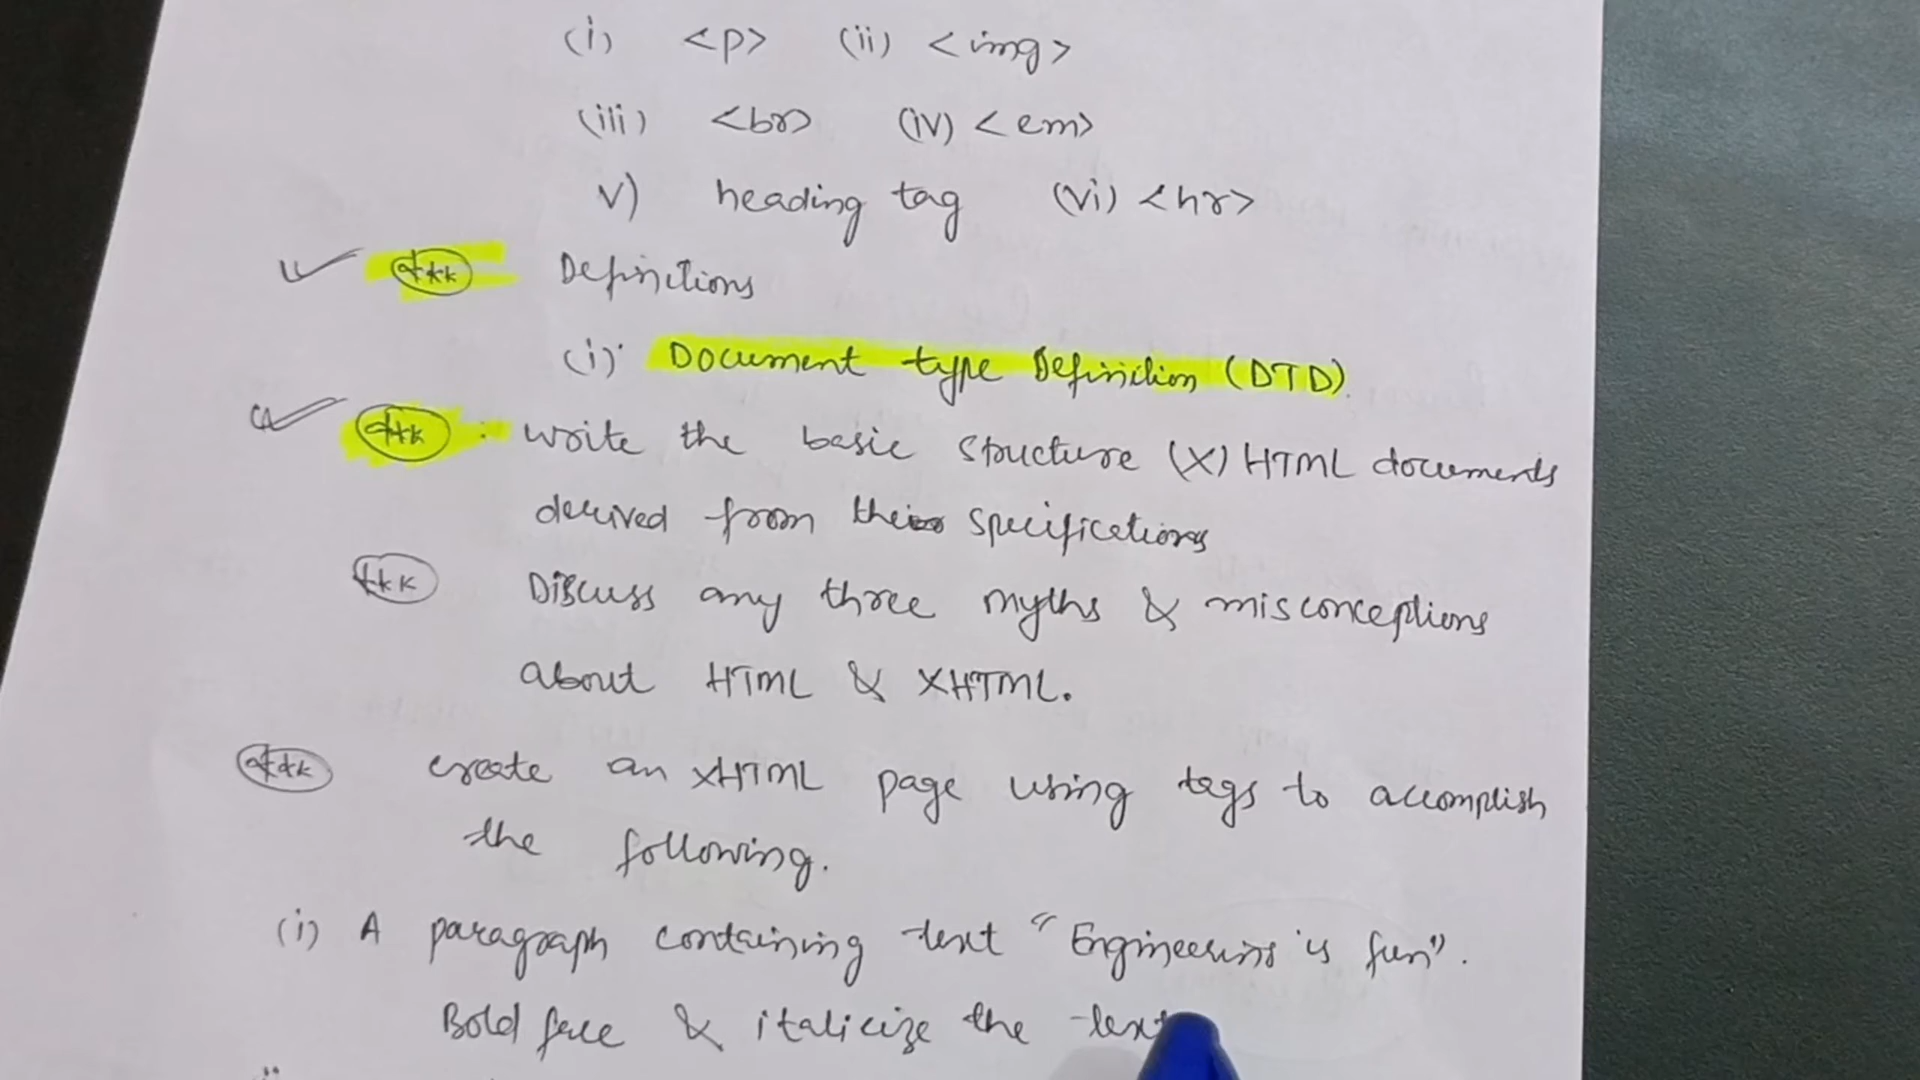 (i) <p> (ii) <img>
(iii) <br> (iv) <em>
v) heading tag (vi) <hr>
*** Definitions
(i) Document type Definition (DTD).
*** : write the basic structure (X) HTML documents
derived from their specifications
*** Discuss any three myths & misconceptions
about HTML & XHTML.
*** create an XHTML page using tags to accomplish
the following.
(i) A paragraph containing text "Engineering is fun".
Bold face & italicize the text